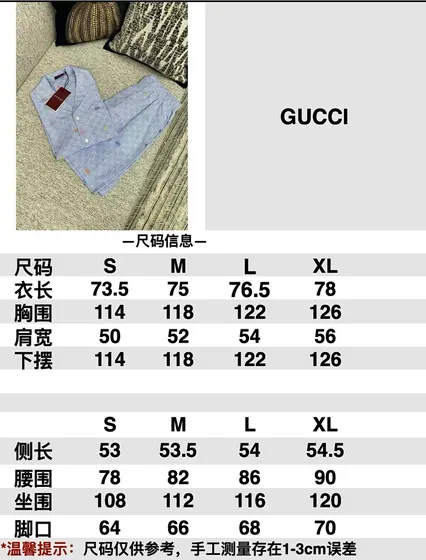 GUCCI
—尺码信息—
尺码 S M L XL
衣长 73.5 75 76.5 78
胸围 114 118 122 126
肩宽 50 52 54 56
下摆 114 118 122 126
S M L XL
侧长 53 53.5 54 54.5
腰围 78 82 86 90
坐围 108 112 116 120
脚口 64 66 68 70
*温馨提示：尺码仅供参考，手工测量存在1-3cm误差